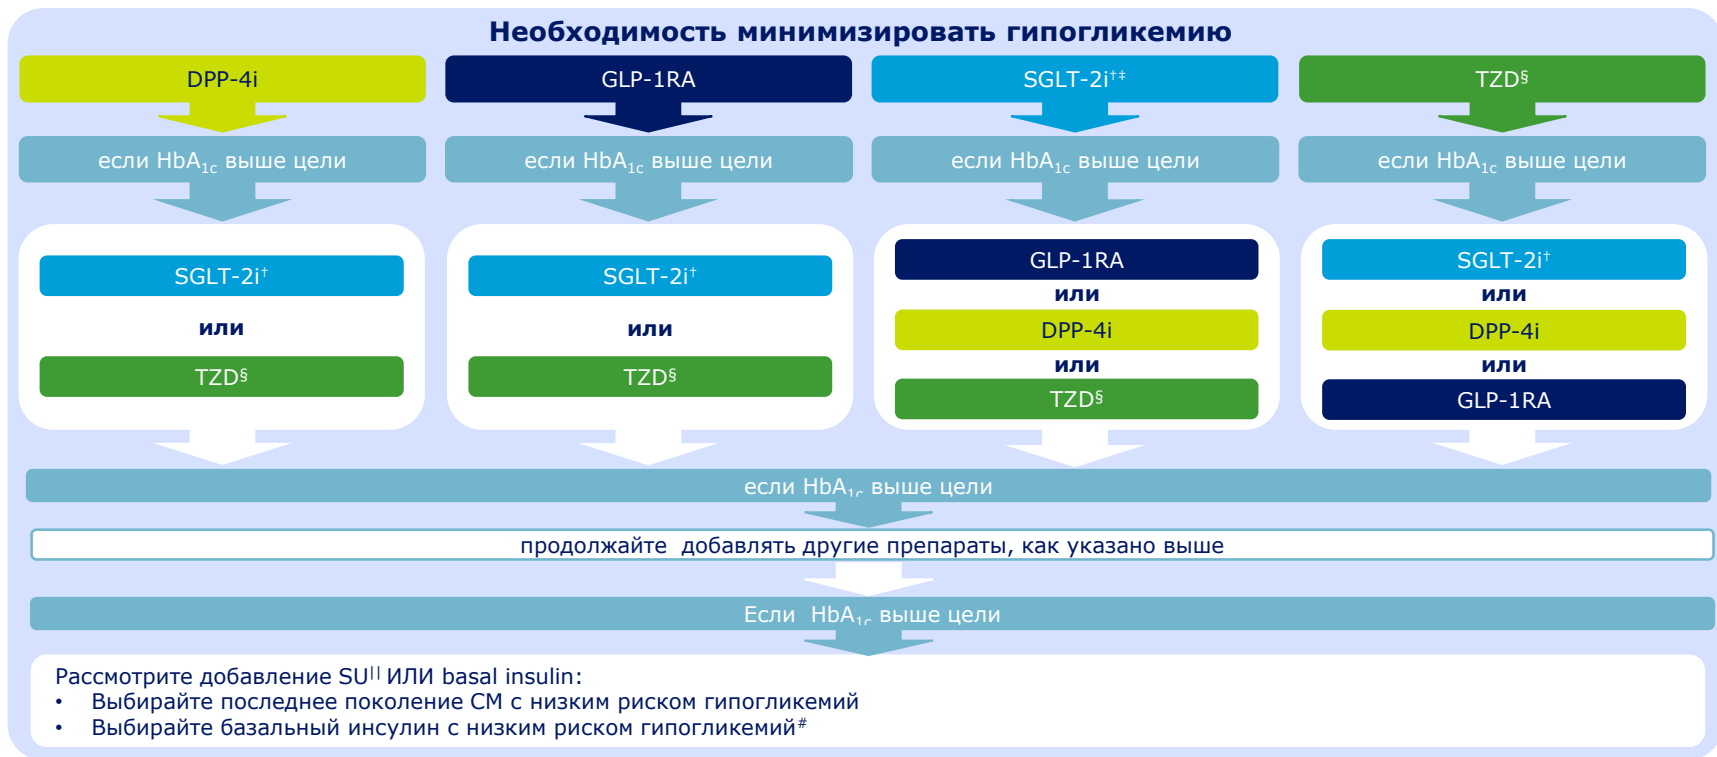 Необходимость минимизировать гипогликемию
DPP-4i
GLP-1RA
SGLT-2i†‡
TZD§
если HbA1c выше цели
если HbA1c выше цели
если HbA1c выше цели
если HbA1c выше цели
SGLT-2i†
или
TZD§
SGLT-2i†
или
TZD§
GLP-1RA
или
DPP-4i
или
TZD§
SGLT-2i†
или
DPP-4i
или
GLP-1RA
если HbA1c выше цели
продолжайте  добавлять другие препараты, как указано выше
Если  HbA1c выше цели
Рассмотрите добавление SU|| ИЛИ basal insulin:
• Выбирайте последнее поколение СМ с низким риском гипогликемий
• Выбирайте базальный инсулин с низким риском гипогликемий#